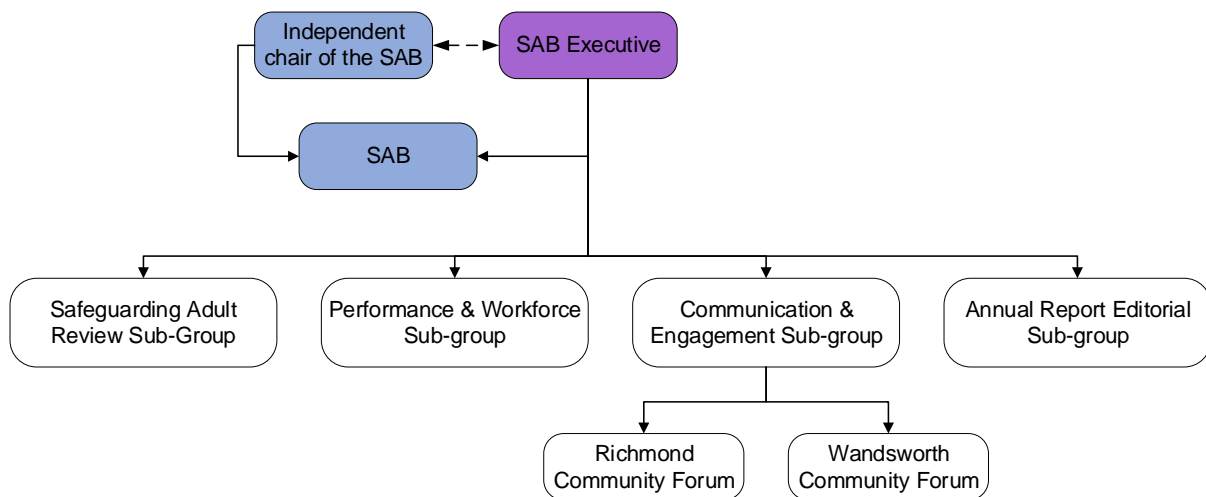 Independent
chair of the SAB
SAB Executive
SAB
Safeguarding Adult
Review Sub-Group
Performance & Workforce
Sub-group
Communication &
Engagement Sub-group
Annual Report Editorial
Sub-group
Richmond
Community Forum
Wandsworth
Community Forum